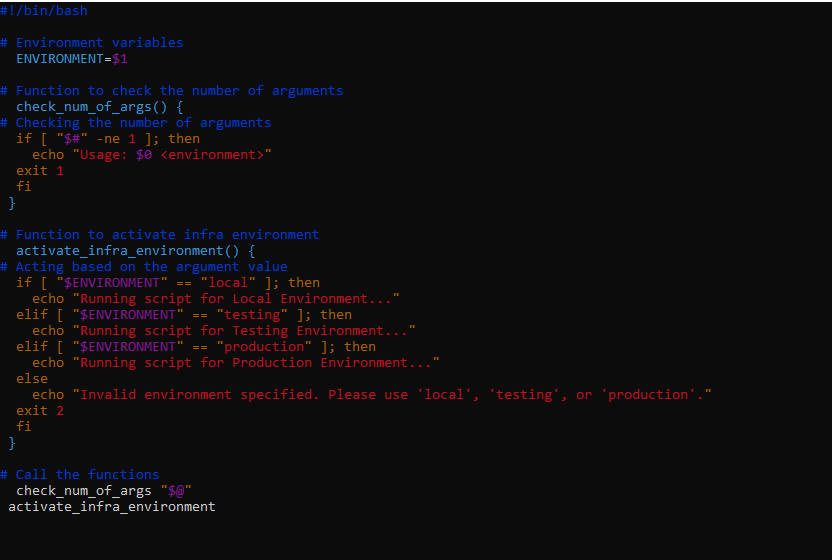 #!/bin/bash

# Environment variables
  ENVIRONMENT=$1

# Function to check the number of arguments
  check_num_of_args() {
# Checking the number of arguments
  if [ "$#" -ne 1 ]; then
    echo "Usage: $0 <environment>"
  exit 1
  fi
 }

# Function to activate infra environment
  activate_infra_environment() {
# Acting based on the argument value
  if [ "$ENVIRONMENT" == "local" ]; then
    echo "Running script for Local Environment..."
  elif [ "$ENVIRONMENT" == "testing" ]; then
    echo "Running script for Testing Environment..."
  elif [ "$ENVIRONMENT" == "production" ]; then
    echo "Running script for Production Environment..."
  else
    echo "Invalid environment specified. Please use 'local', 'testing', or 'production'."
  exit 2
  fi
 }

# Call the functions
  check_num_of_args "$@"
 activate_infra_environment